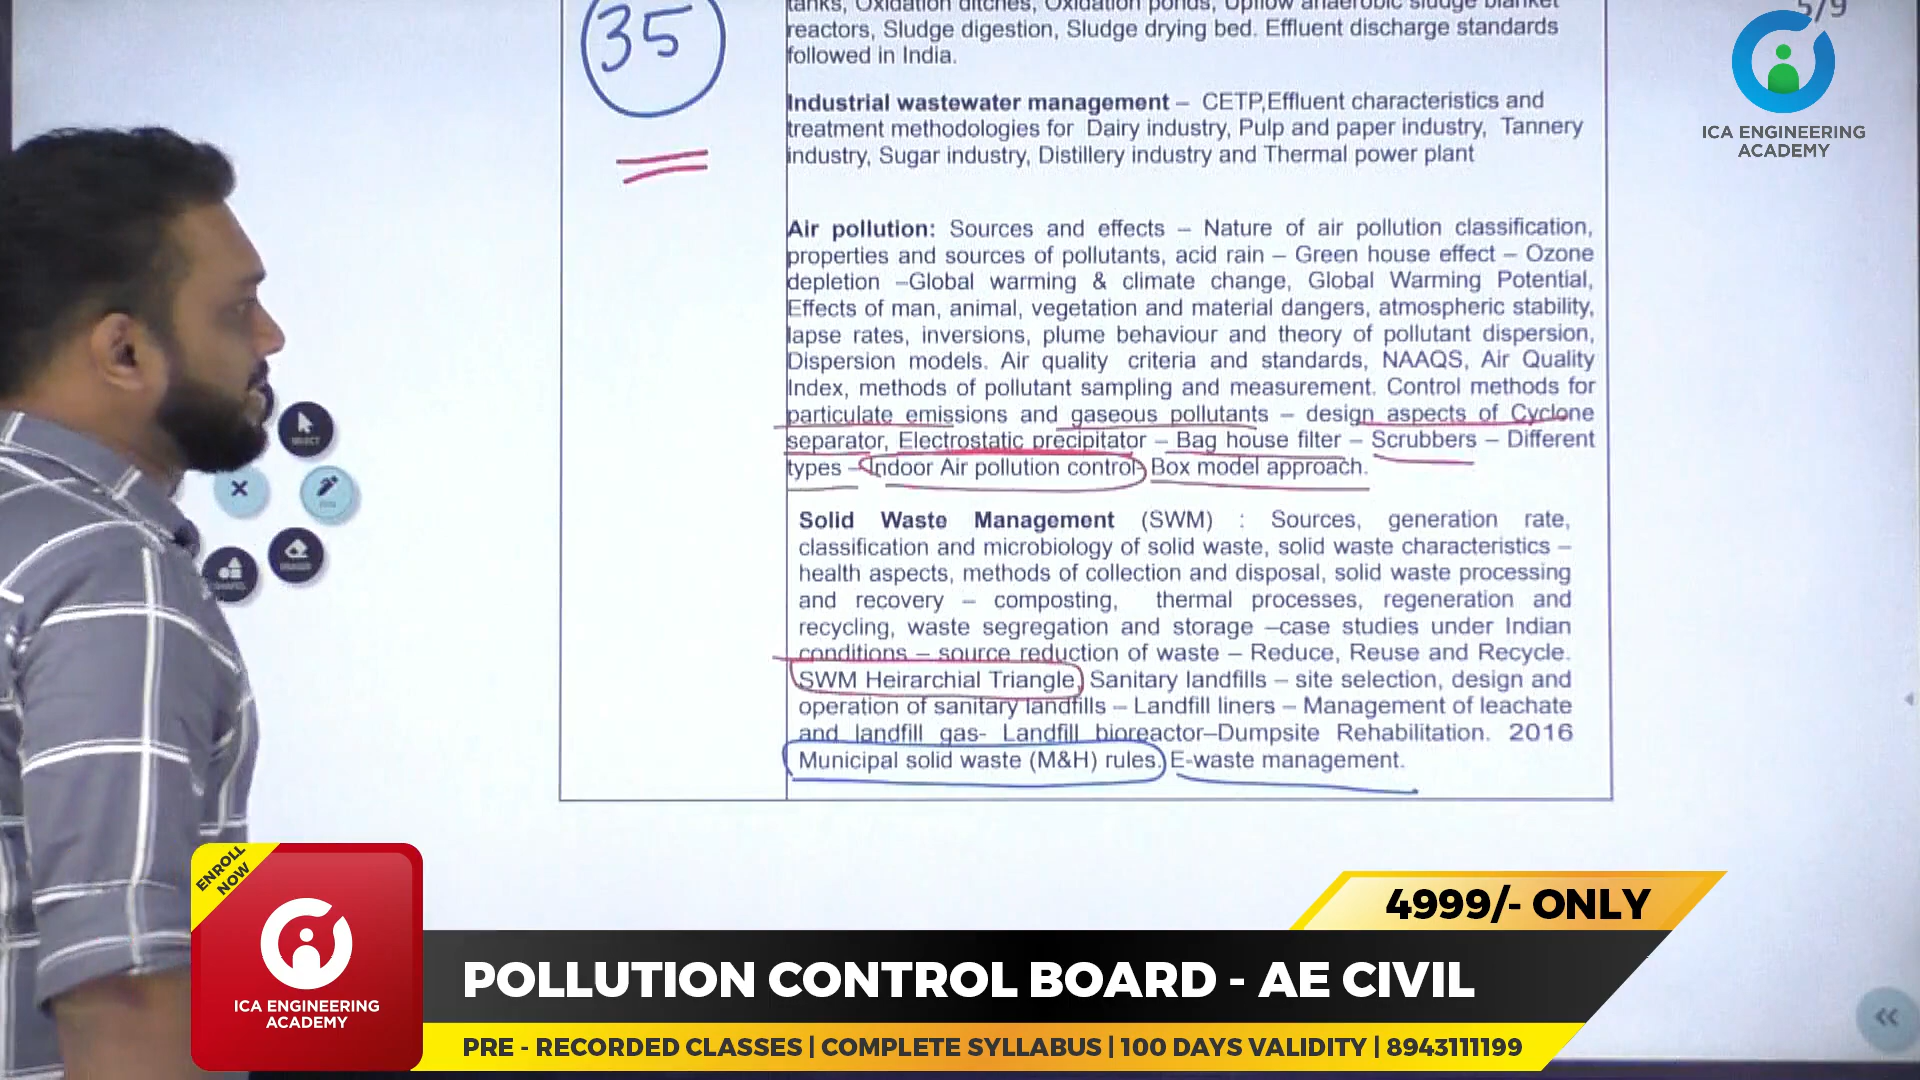 35
5/9
tanks, Oxidation ditches, Oxidation ponds, Upflow anaerobic sludge blanket
reactors, Sludge digestion, Sludge drying bed. Effluent discharge standards
followed in India.
ICA ENGINEERING
ACADEMY
Industrial wastewater management – CETP,Effluent characteristics and
treatment methodologies for Dairy industry, Pulp and paper industry, Tannery
industry, Sugar industry, Distillery industry and Thermal power plant
Air pollution: Sources and effects – Nature of air pollution classification,
properties and sources of pollutants, acid rain – Green house effect – Ozone
depletion –Global warming & climate change, Global Warming Potential,
Effects of man, animal, vegetation and material dangers, atmospheric stability,
lapse rates, inversions, plume behaviour and theory of pollutant dispersion,
Dispersion models. Air quality criteria and standards, NAAQS, Air Quality
Index, methods of pollutant sampling and measurement. Control methods for
particulate emissions and gaseous pollutants – design aspects of Cyclone
separator, Electrostatic precipitator – Bag house filter – Scrubbers – Different
types – Indoor Air pollution control- Box model approach.
SELECT
Solid Waste Management (SWM) : Sources, generation rate,
classification and microbiology of solid waste, solid waste characteristics –
health aspects, methods of collection and disposal, solid waste processing
and recovery – composting, thermal processes, regeneration and
recycling, waste segregation and storage –case studies under Indian
conditions – source reduction of waste – Reduce, Reuse and Recycle.
SWM Heirarchial Triangle, Sanitary landfills – site selection, design and
operation of sanitary landfills – Landfill liners – Management of leachate
and landfill gas- Landfill bioreactor–Dumpsite Rehabilitation. 2016
Municipal solid waste (M&H) rules. E-waste management.
ENROLL
NOW
ICA ENGINEERING
ACADEMY
4999/- ONLY
POLLUTION CONTROL BOARD - AE CIVIL
PRE - RECORDED CLASSES | COMPLETE SYLLABUS | 100 DAYS VALIDITY | 8943111199